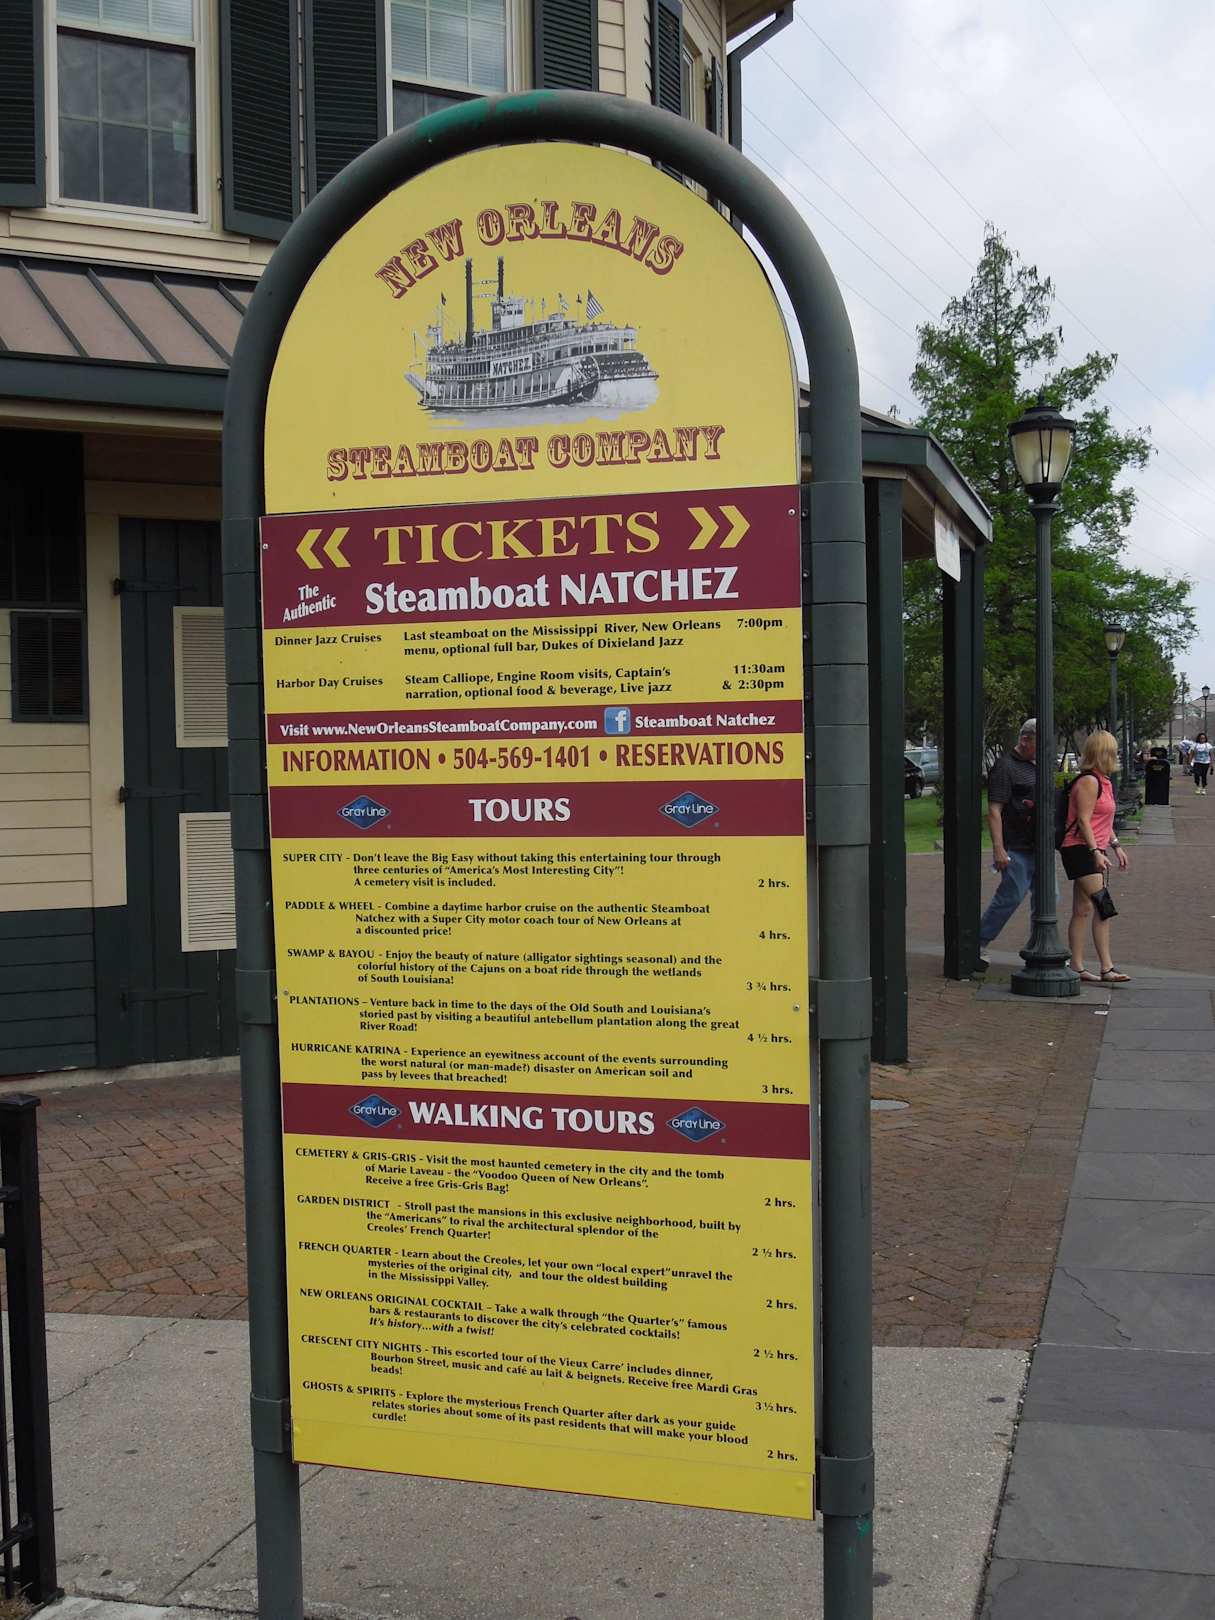 NEW ORLEANS
NATCHEZ
STEAMBOAT COMPANY
« TICKETS »
The Authentic Steamboat NATCHEZ
Dinner Jazz Cruises Last steamboat on the Mississippi River, New Orleans 7:00pm
menu, optional full bar, Dukes of Dixieland Jazz
Harbor Day Cruises Steam Calliope, Engine Room visits, Captain's 11:30am
narration, optional food & beverage, Live jazz & 2:30pm
Visit www.NewOrleansSteamboatCompany.com f Steamboat Natchez
INFORMATION • 504-569-1401 • RESERVATIONS
Gray Line TOURS Gray Line
SUPER CITY - Don't leave the Big Easy without taking this entertaining tour through
three centuries of "America's Most Interesting City"!
A cemetery visit is included. 2 hrs.
PADDLE & WHEEL - Combine a daytime harbor cruise on the authentic Steamboat
Natchez with a Super City motor coach tour of New Orleans at
a discounted price! 4 hrs.
SWAMP & BAYOU - Enjoy the beauty of nature (alligator sightings seasonal) and the
colorful history of the Cajuns on a boat ride through the wetlands
of South Louisiana! 3 ¾ hrs.
PLANTATIONS – Venture back in time to the days of the Old South and Louisiana's
storied past by visiting a beautiful antebellum plantation along the great
River Road! 4 ½ hrs.
HURRICANE KATRINA - Experience an eyewitness account of the events surrounding
the worst natural (or man-made?) disaster on American soil and
pass by levees that breached! 3 hrs.
Gray Line WALKING TOURS Gray Line
CEMETERY & GRIS-GRIS - Visit the most haunted cemetery in the city and the tomb
of Marie Laveau - the "Voodoo Queen of New Orleans".
Receive a free Gris-Gris Bag! 2 hrs.
GARDEN DISTRICT - Stroll past the mansions in this exclusive neighborhood, built by
the "Americans" to rival the architectural splendor of the
Creoles' French Quarter! 2 ½ hrs.
FRENCH QUARTER - Learn about the Creoles, let your own "local expert"unravel the
mysteries of the original city, and tour the oldest building
in the Mississippi Valley. 2 hrs.
NEW ORLEANS ORIGINAL COCKTAIL – Take a walk through "the Quarter's" famous
bars & restaurants to discover the city's celebrated cocktails!
It's history...with a twist! 2 ½ hrs.
CRESCENT CITY NIGHTS - This escorted tour of the Vieux Carre' includes dinner,
Bourbon Street, music and café au lait & beignets. Receive free Mardi Gras
beads! 3 ½ hrs.
GHOSTS & SPIRITS - Explore the mysterious French Quarter after dark as your guide
relates stories about some of its past residents that will make your blood
curdle! 2 hrs.